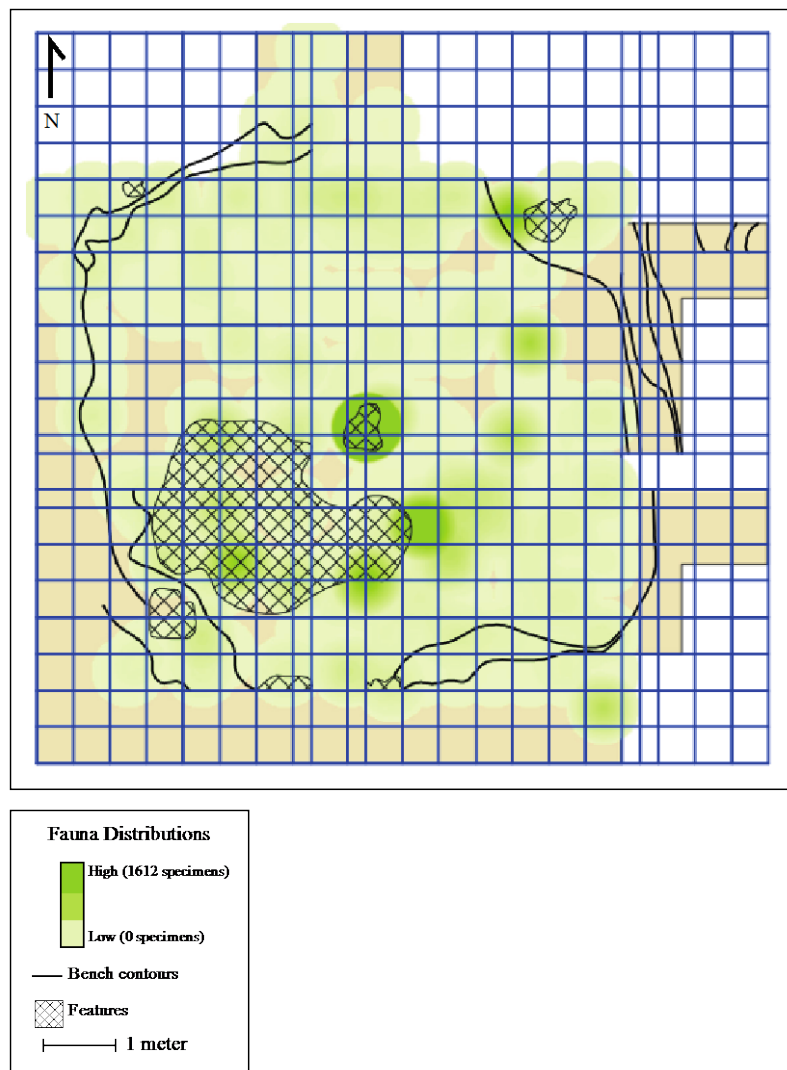 N
Fauna Distributions
High (1612 specimens)
Low (0 specimens)
Bench contours
Features
1 meter